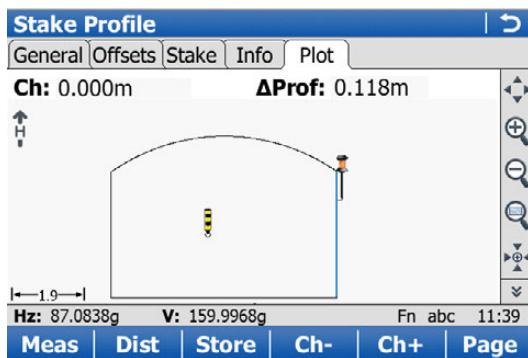 Stake Profile
General Offsets Stake Info Plot
Ch: 0.000m ΔProf: 0.118m
H
1.9
Hz: 87.0838g V: 159.9968g Fn abc 11:39
Meas Dist Store Ch- Ch+ Page